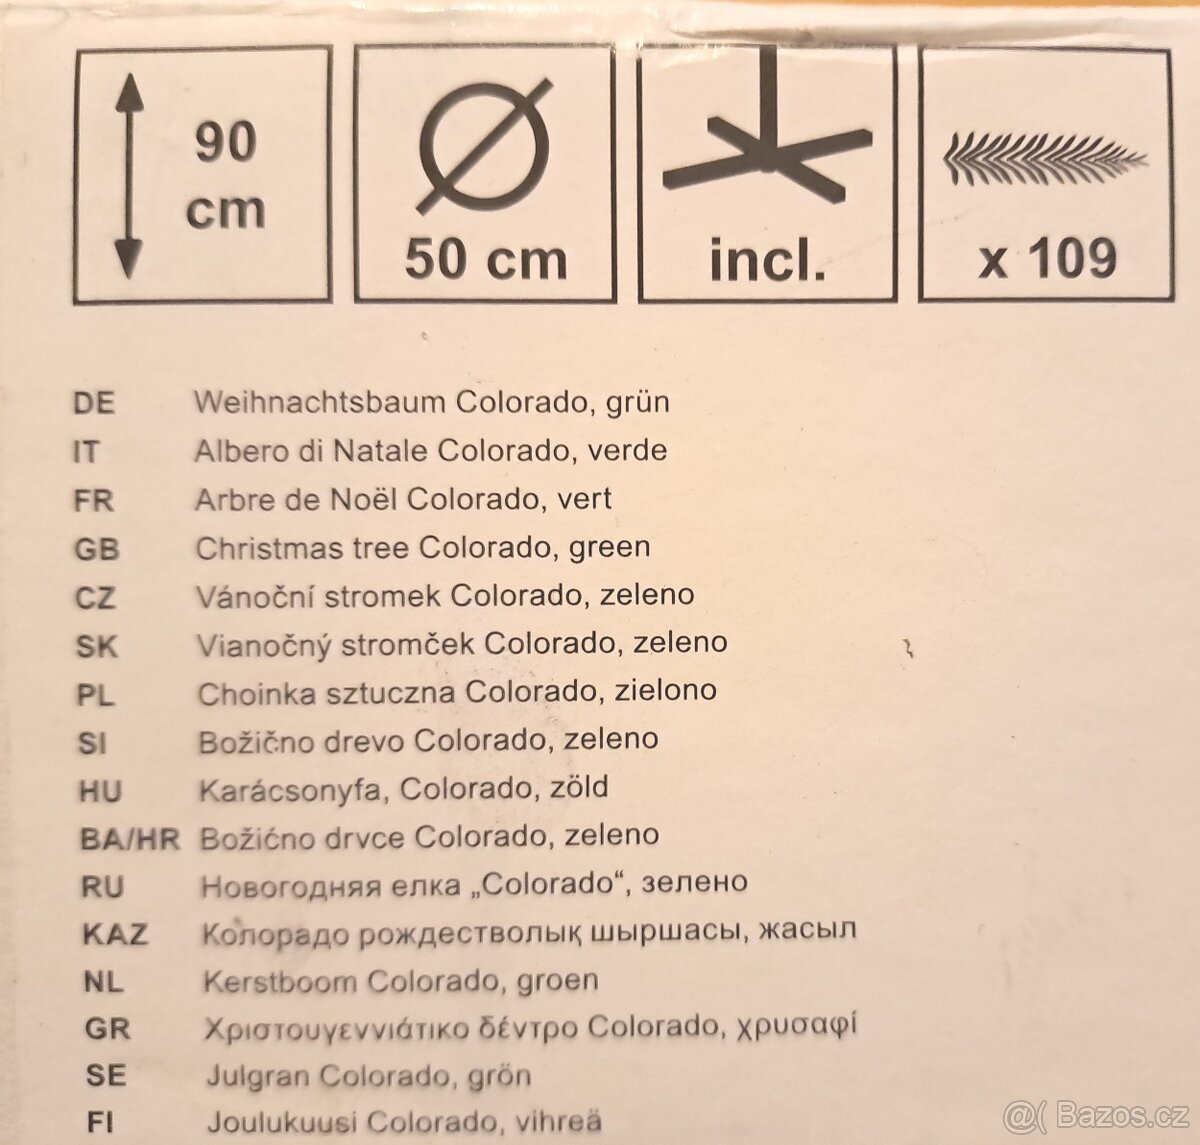 90
cm
50 cm
incl.
x 109
DE Weihnachtsbaum Colorado, grün
IT Albero di Natale Colorado, verde
FR Arbre de Noël Colorado, vert
GB Christmas tree Colorado, green
CZ Vánoční stromek Colorado, zeleno
SK Vianočný stromček Colorado, zeleno
PL Choinka sztuczna Colorado, zielono
SI Božično drevo Colorado, zeleno
HU Karácsonyfa, Colorado, zöld
BA/HR Božićno drvce Colorado, zeleno
RU Новогодняя елка „Colorado“, зелено
KAZ Колорадо рождестволық шыршасы, жасыл
NL Kerstboom Colorado, groen
GR Χριστουγεννιάτικο δέντρο Colorado, χρυσαφί
SE Julgran Colorado, grön
FI Joulukuusi Colorado, vihreä
@( Bazos.cz